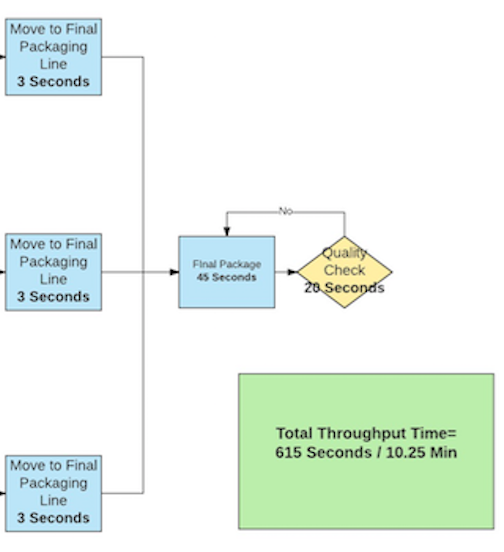 Move to Final
Packaging
Line
3 Seconds
No
Move to Final
Packaging
Line
3 Seconds
FInal Package
45 Seconds
Quality
Check
20 Seconds
Total Throughput Time=
615 Seconds / 10.25 Min
Move to Final
Packaging
Line
3 Seconds